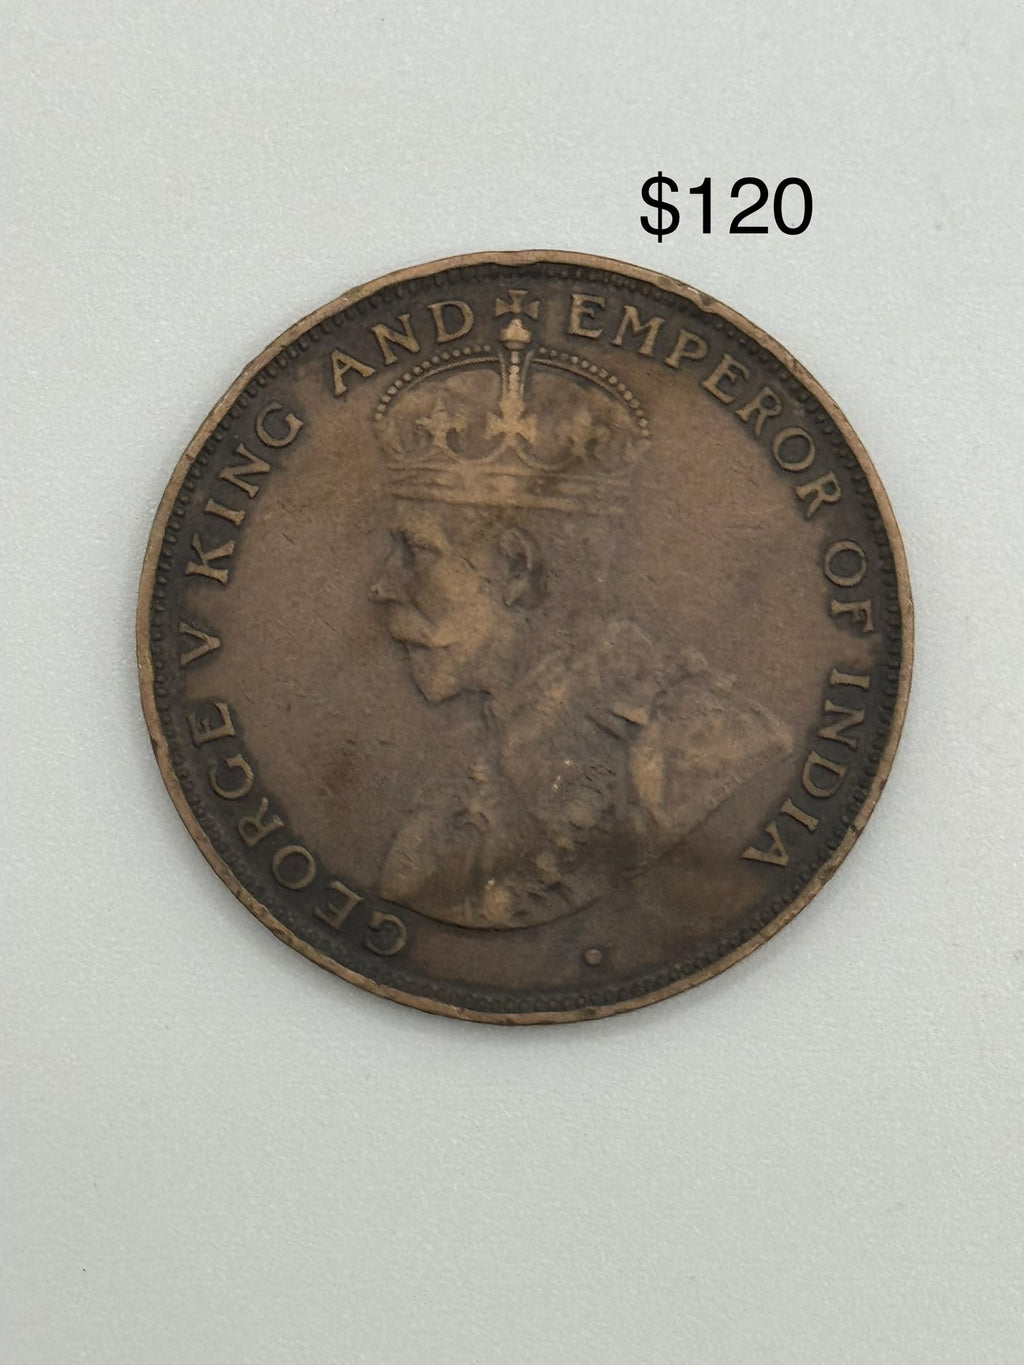 $120
GEORGE V KING AND EMPEROR OF INDIA